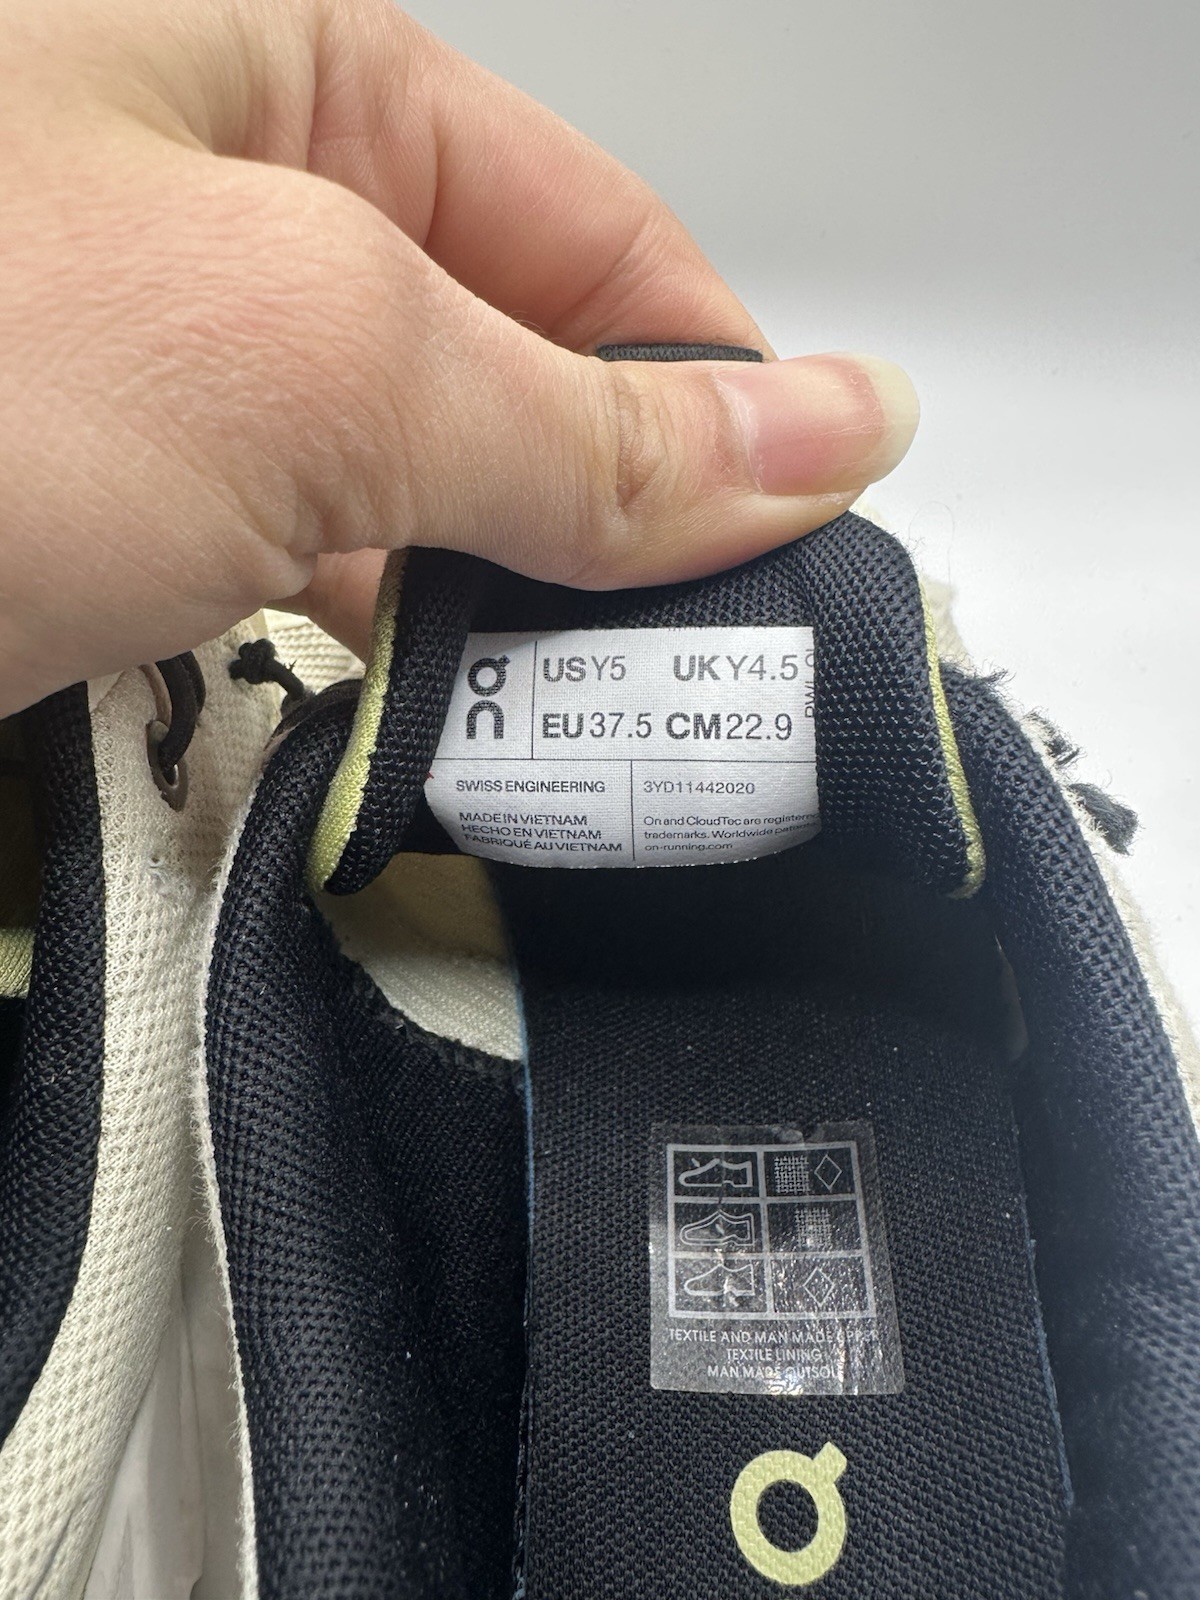 On
US Y5 UK Y4.5
EU 37.5 CM 22.9
SWISS ENGINEERING
3YD11442020
MADE IN VIETNAM
HECHO EN VIETNAM
FABRIQUÉ AU VIETNAM
On and CloudTec are registered
trademarks. Worldwide
on-running.com
TEXTILE AND MAN MADE UPPER
TEXTILE LINING
MAN MADE OUTSOL